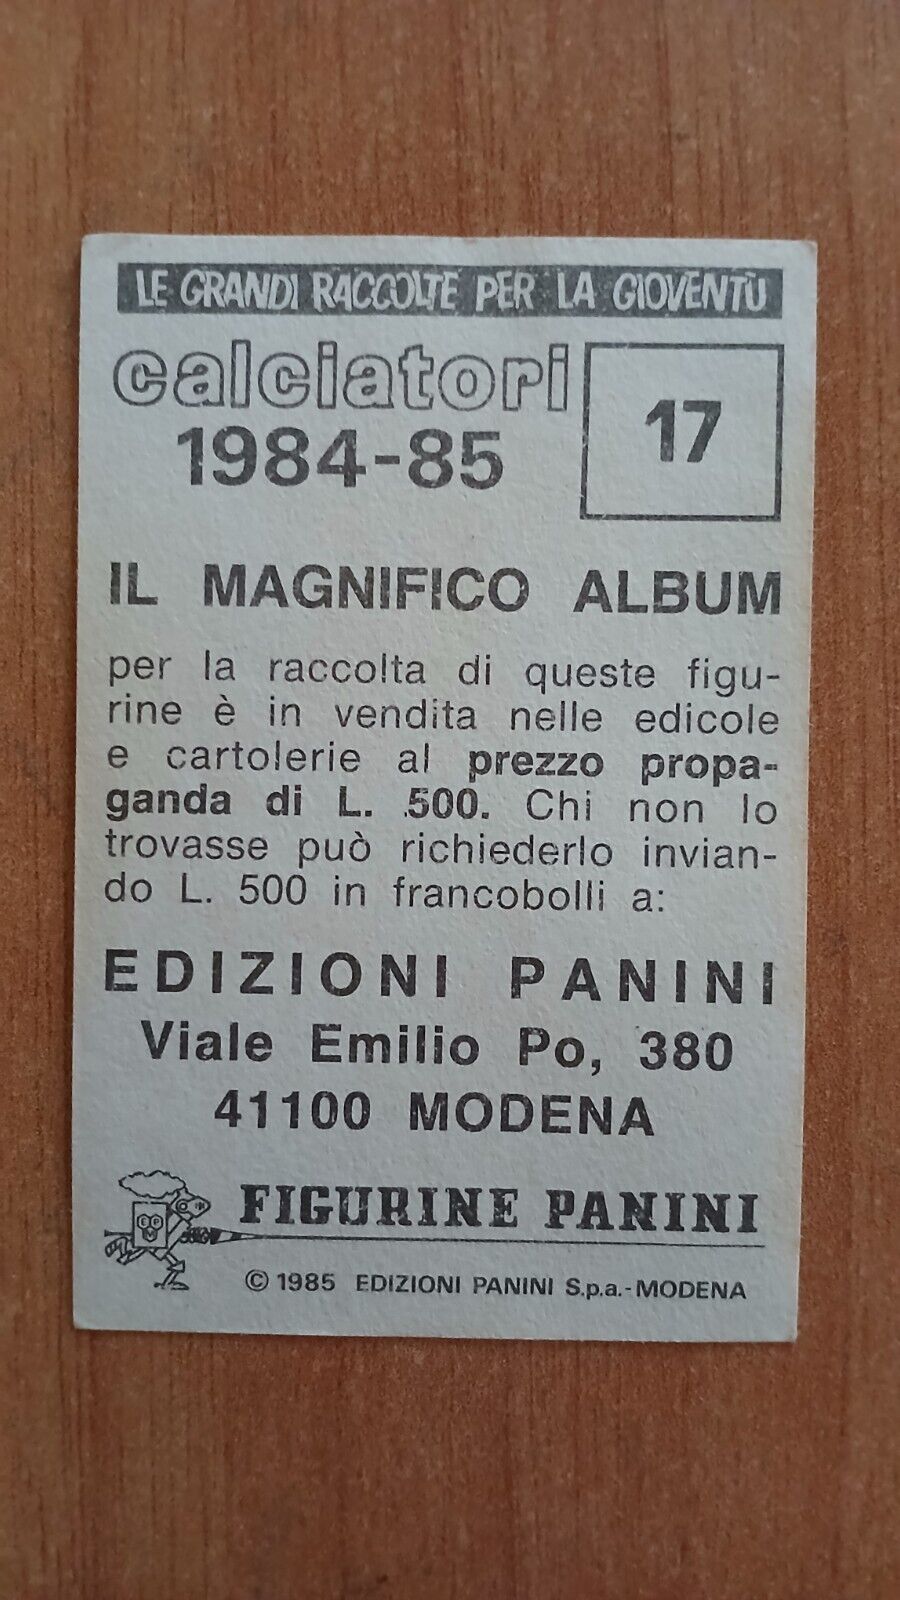 LE GRANDI RACCOLTE PER LA GIOVENTÙ
calciatori
1984-85
17
IL MAGNIFICO ALBUM
per la raccolta di queste figu-
rine è in vendita nelle edicole
e cartolerie al prezzo propa-
ganda di L. 500. Chi non lo
trovasse può richiederlo invian-
do L. 500 in francobolli a:
EDIZIONI PANINI
Viale Emilio Po, 380
41100 MODENA
FIGURINE PANINI
© 1985 EDIZIONI PANINI S.p.a.-MODENA